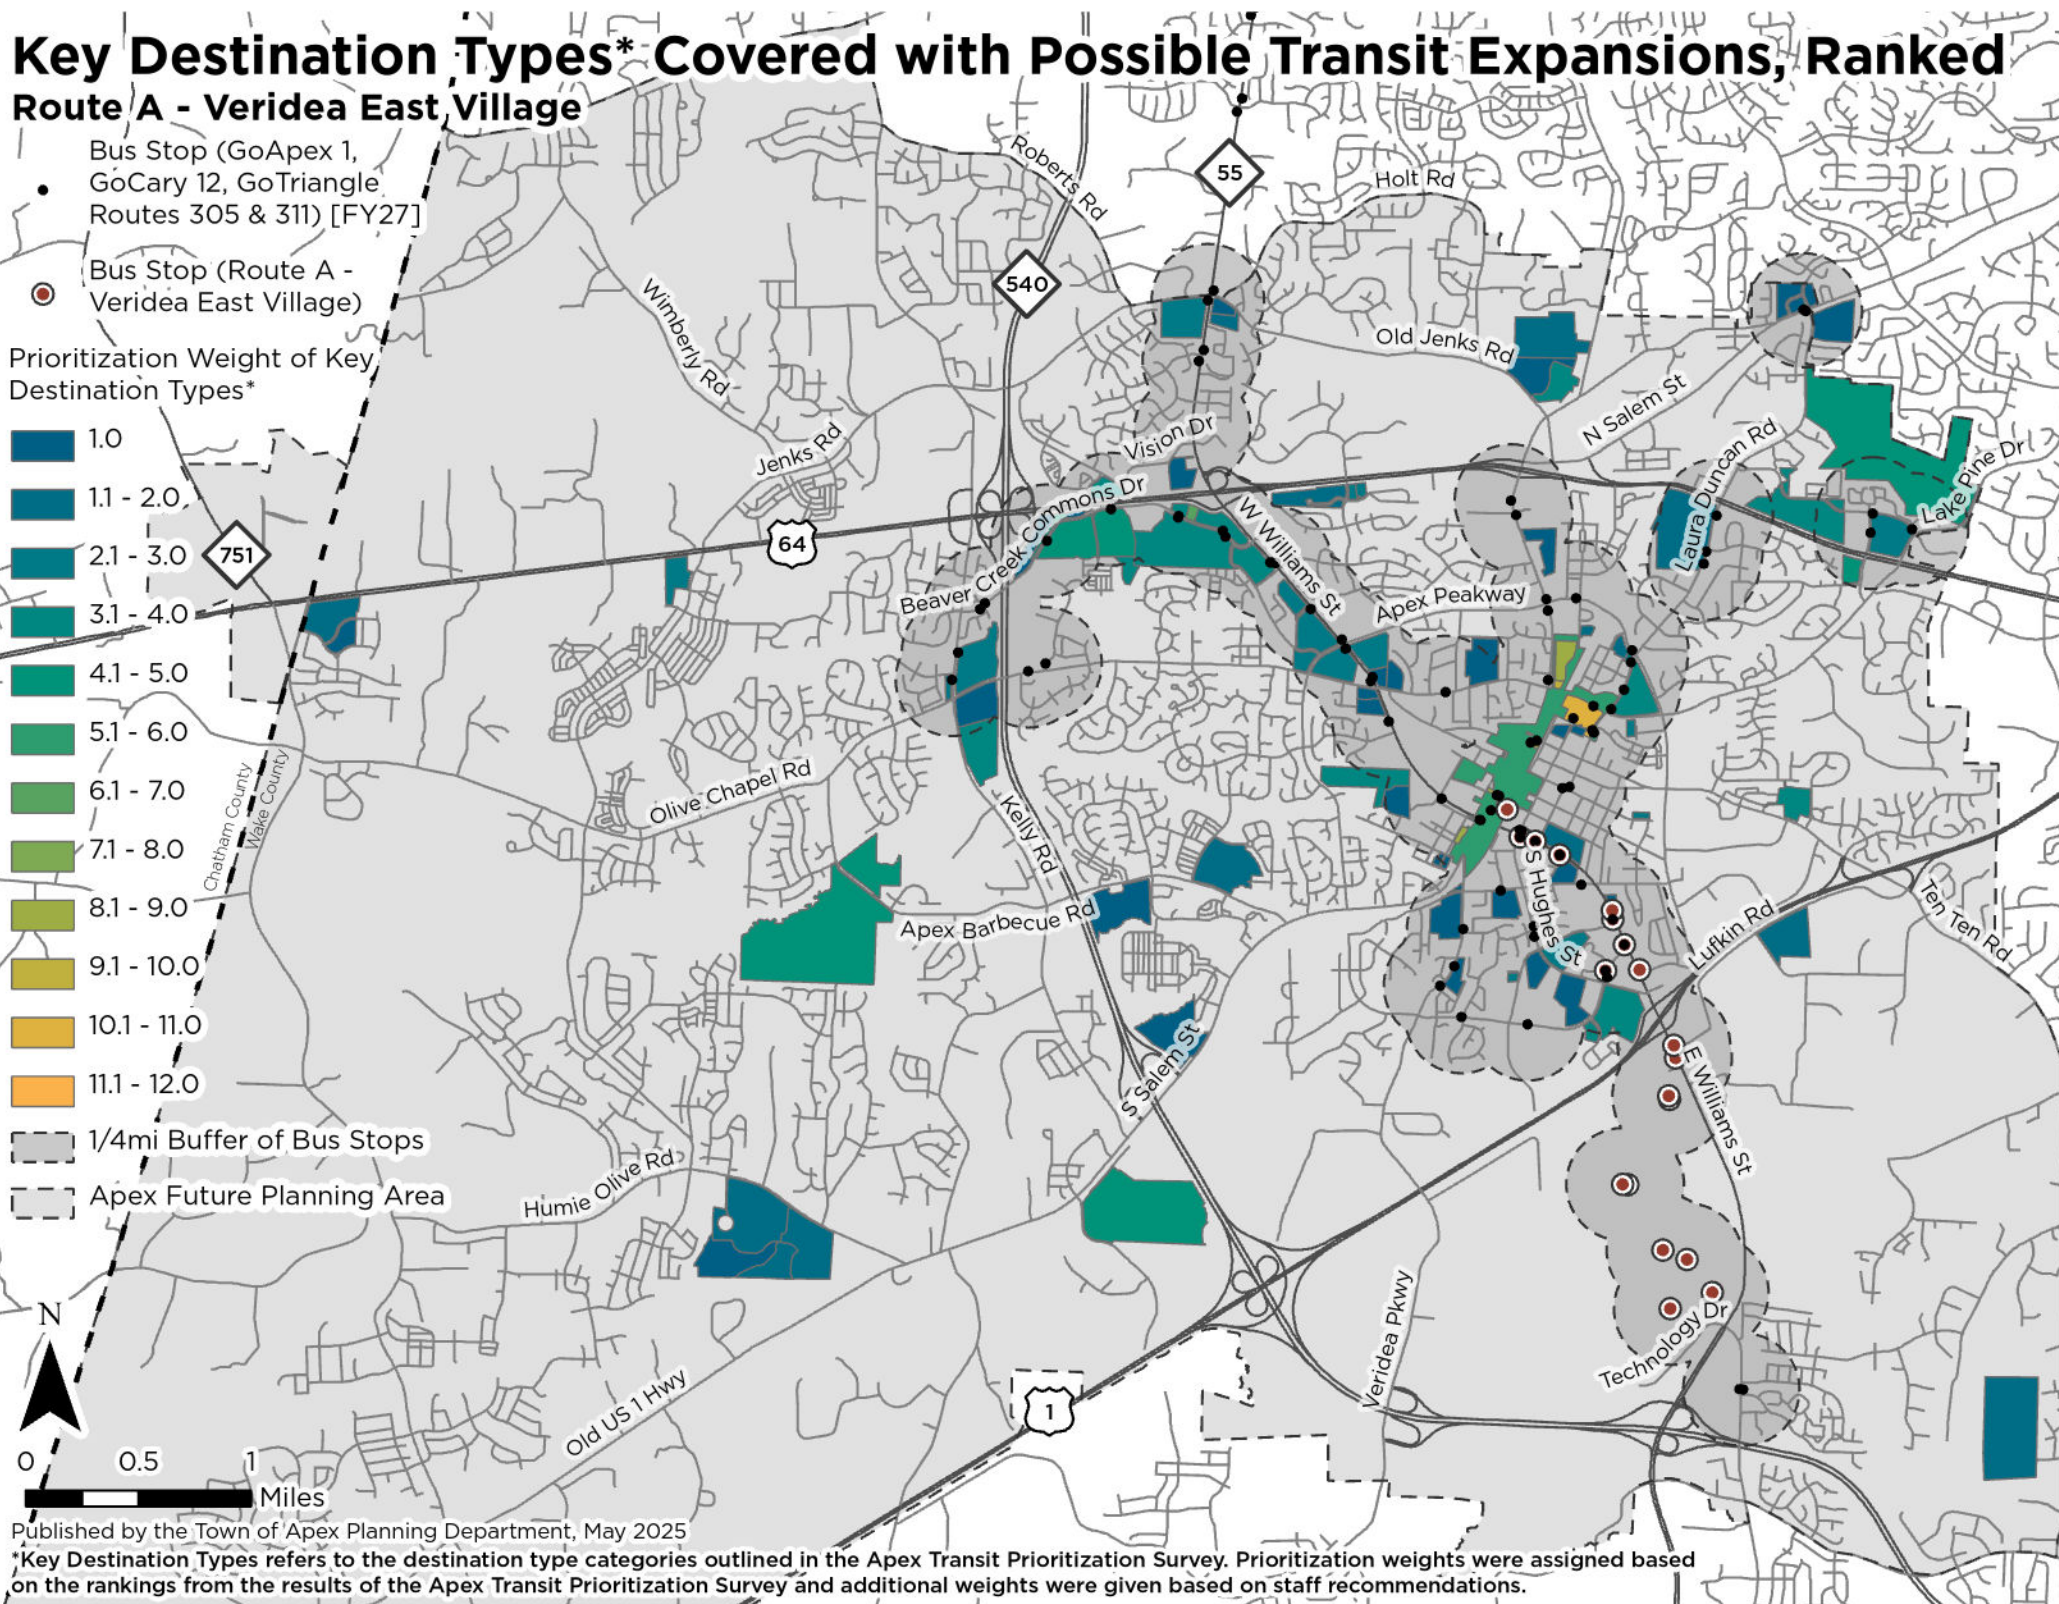 Key Destination Types* Covered with Possible Transit Expansions, Ranked
Route A - Veridea East Village
Bus Stop (GoApex 1,
GoCary 12, GoTriangle
Routes 305 & 311) [FY27]
Bus Stop (Route A -
Veridea East Village)
Prioritization Weight of Key
Destination Types*
1.0
1.1 - 2.0
2.1 - 3.0
3.1 - 4.0
4.1 - 5.0
5.1 - 6.0
6.1 - 7.0
7.1 - 8.0
8.1 - 9.0
9.1 - 10.0
10.1 - 11.0
11.1 - 12.0
1/4mi Buffer of Bus Stops
Apex Future Planning Area
N
0 0.5 1
Miles
Published by the Town of Apex Planning Department, May 2025
*Key Destination Types refers to the destination type categories outlined in the Apex Transit Prioritization Survey. Prioritization weights were assigned based
on the rankings from the results of the Apex Transit Prioritization Survey and additional weights were given based on staff recommendations.
Roberts Rd
55
Holt Rd
540
Wimberly Rd
Old Jenks Rd
N Salem St
Jenks Rd
Vision Dr
Laura Duncan Rd
Lake Pine Dr
Beaver Creek Commons Dr
W Williams St
64
751
Apex Peakway
Chatham County
Wake County
Olive Chapel Rd
Kelly Rd
Apex Barbecue Rd
S Hughes St
Lufkin Rd
Ten Ten Rd
S Salem St
E Williams St
Humie Olive Rd
Veridea Pkwy
Technology Dr
Old US 1 Hwy
1